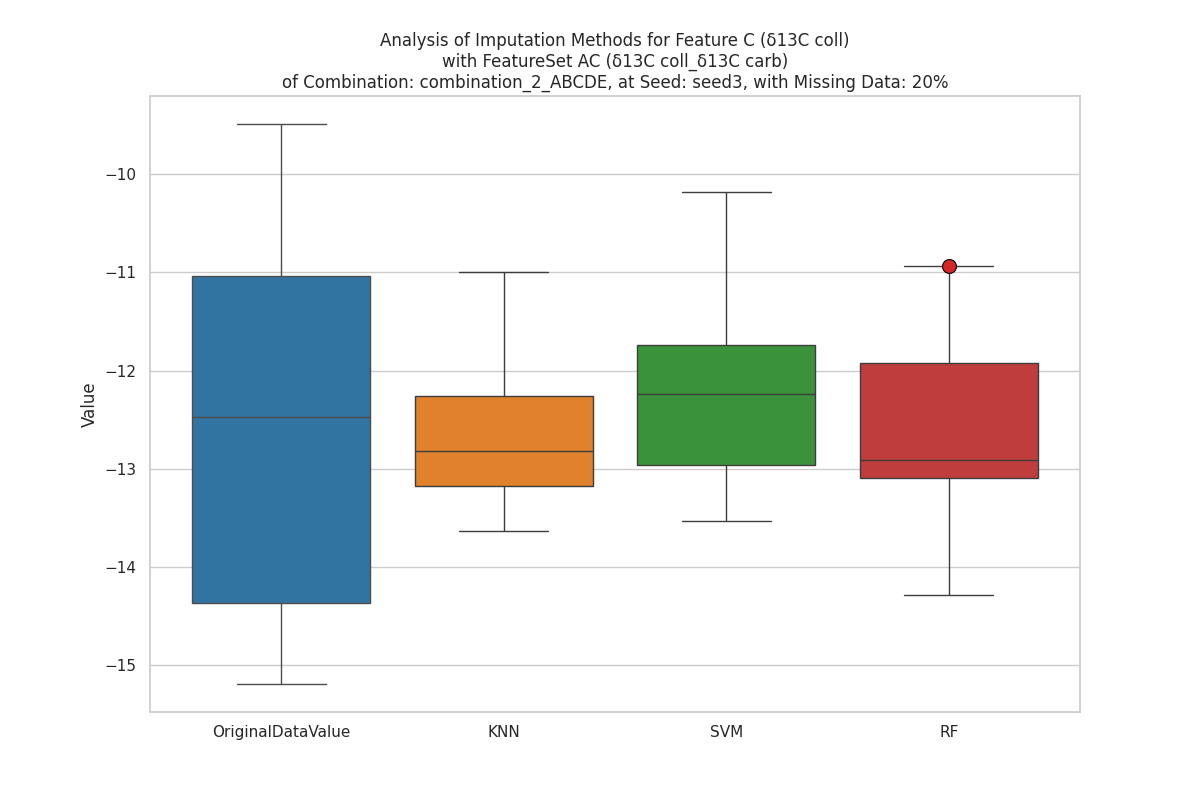 Analysis of Imputation Methods for Feature C (δ13C coll)
with FeatureSet AC (δ13C coll_δ13C carb)
of Combination: combination_2_ABCDE, at Seed: seed3, with Missing Data: 20%
Value
−10
−11
−12
−13
−14
−15
OriginalDataValue
KNN
SVM
RF